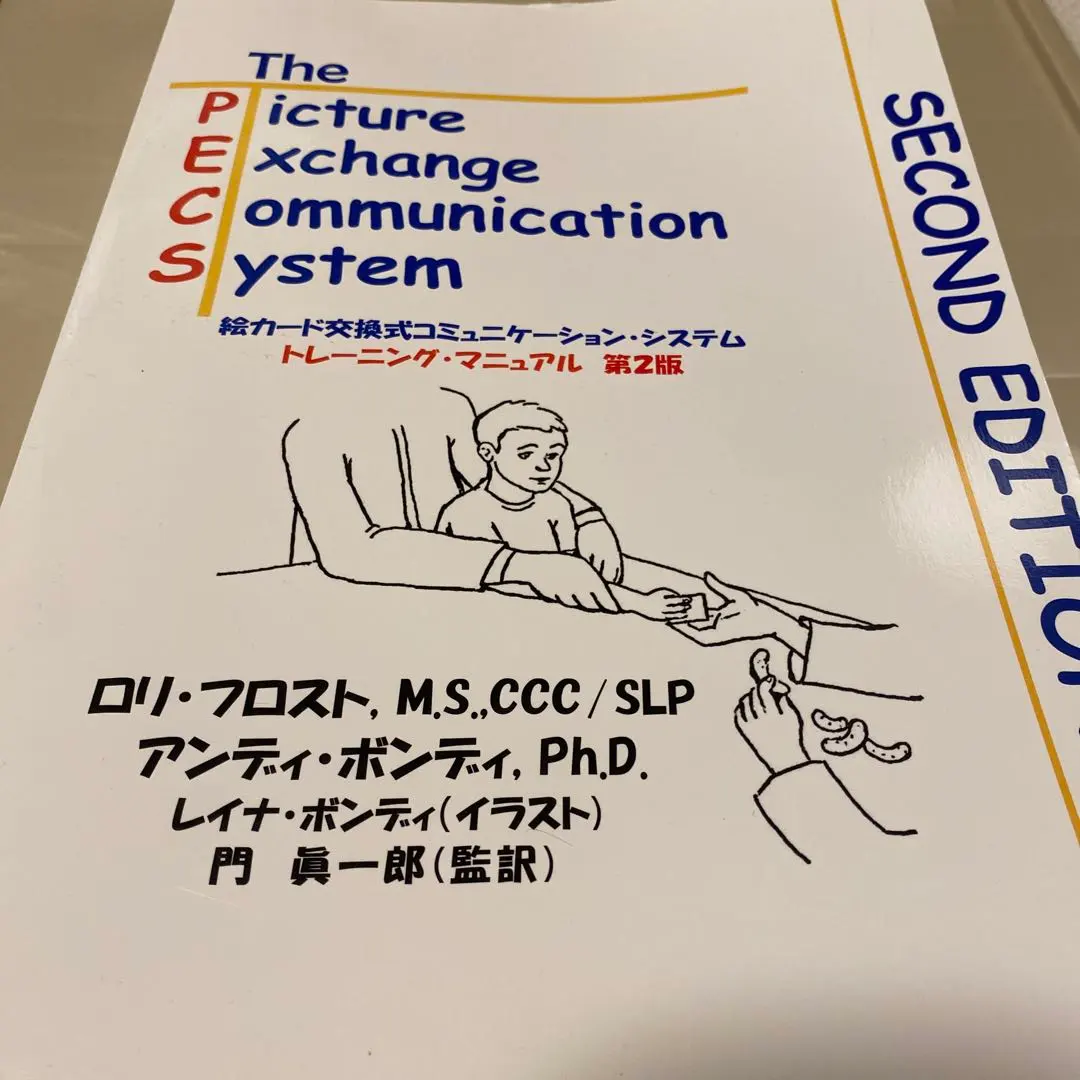 The
Picture
Exchange
Communication
System
絵カード交換式コミュニケーション・システム
トレーニング・マニュアル 第2版
ロリ・フロスト, M.S.,CCC / SLP
アンディ・ボンディ, Ph.D.
レイナ・ボンディ(イラスト)
門 眞一郎(監訳)
SECOND EDITION